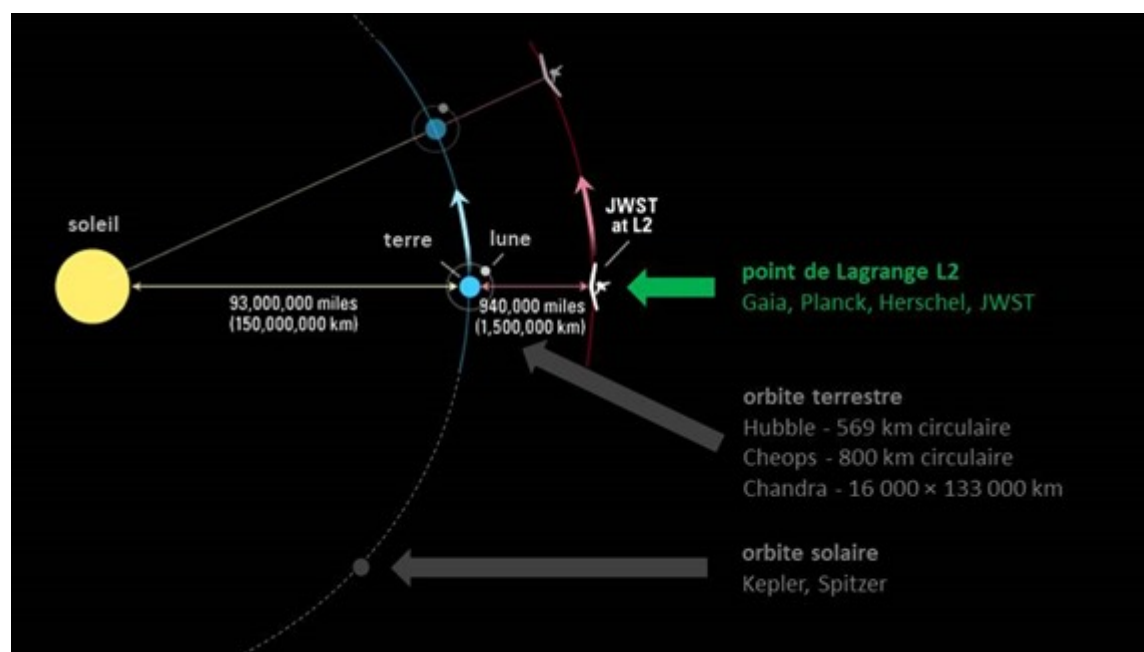 soleil
terre
lune
JWST
at L2
93,000,000 miles
(150,000,000 km)
940,000 miles
(1,500,000 km)
point de Lagrange L2
Gaia, Planck, Herschel, JWST
orbite terrestre
Hubble - 569 km circulaire
Cheops - 800 km circulaire
Chandra - 16 000 × 133 000 km
orbite solaire
Kepler, Spitzer